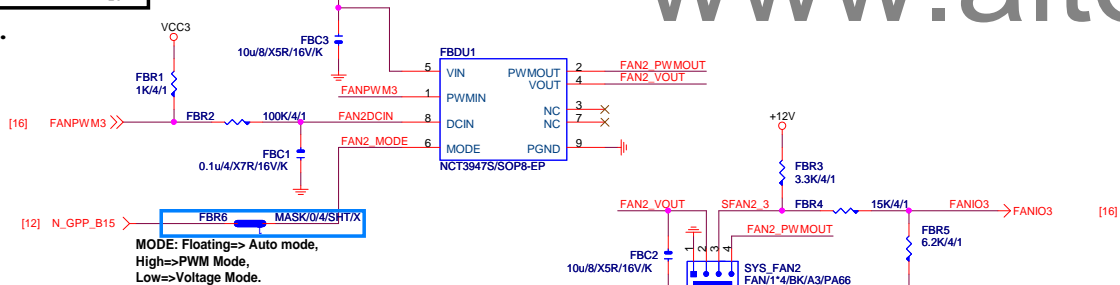 www.alte
VCC3
FBC3
10u/8/X5R/16V/K
FBDU1
FBR1
1K/4/1
5 VIN PWMOUT 2 FAN2_PWMOUT
VOUT 4 FAN2_VOUT
FANPWM3 1 PWMIN
NC 3
[16] FANPWM3 FBR2 100K/4/1 FAN2DCIN 8 DCIN NC 7
FAN2_MODE 6 MODE PGND 9
NCT3947S/SOP8-EP
FBC1
0.1u/4/X7R/16V/K
+12V
FBR3
3.3K/4/1
[12] N_GPP_B15 FBR6 MASK/0/4/SHT/X
MODE: Floating=> Auto mode,
High=>PWM Mode,
Low=>Voltage Mode.
FAN2_VOUT SFAN2_3 FBR4 15K/4/1 FANIO3 FANIO3 [16]
FAN2_PWMOUT
FBR5
6.2K/4/1
FBC2
10u/8/X5R/16V/K
1 2 3 4
SYS_FAN2
FAN/1*4/BK/A3/PA66